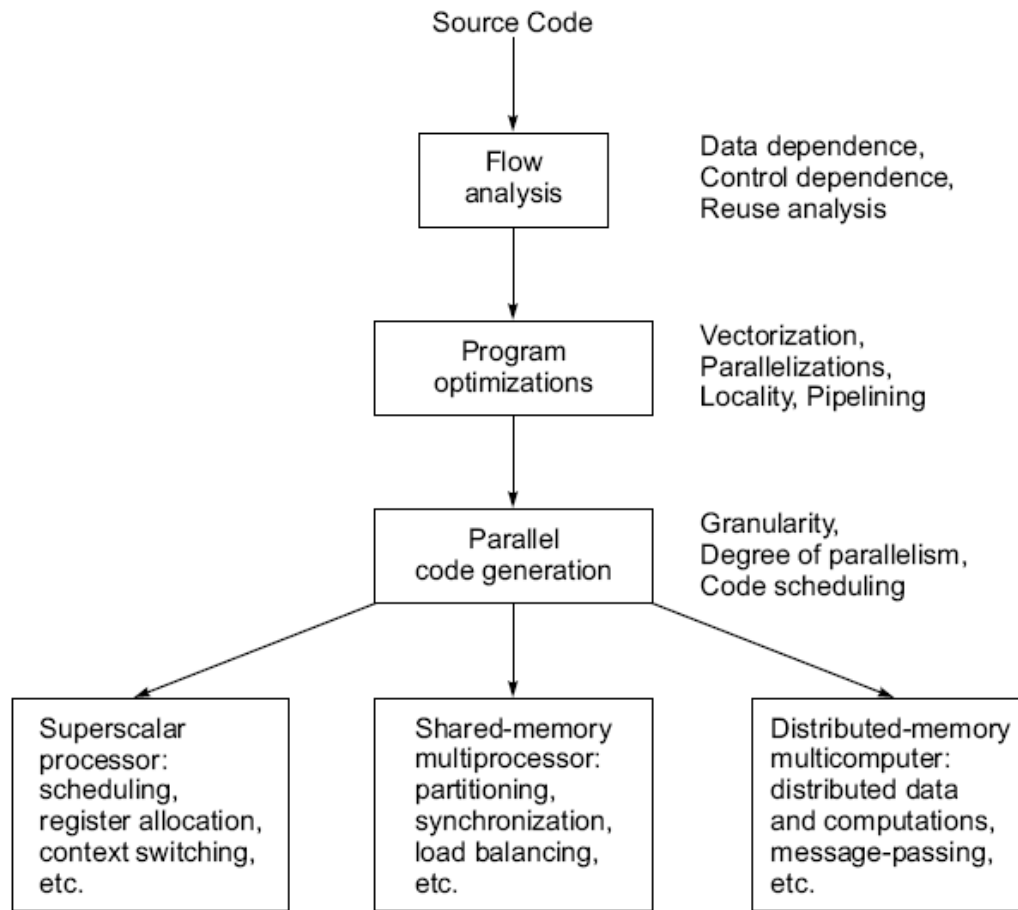 Source Code
Flow
analysis
Data dependence,
Control dependence,
Reuse analysis
Program
optimizations
Vectorization,
Parallelizations,
Locality, Pipelining
Parallel
code generation
Granularity,
Degree of parallelism,
Code scheduling
Superscalar
processor:
scheduling,
register allocation,
context switching,
etc.
Shared-memory
multiprocessor:
partitioning,
synchronization,
load balancing,
etc.
Distributed-memory
multicomputer:
distributed data
and computations,
message-passing,
etc.